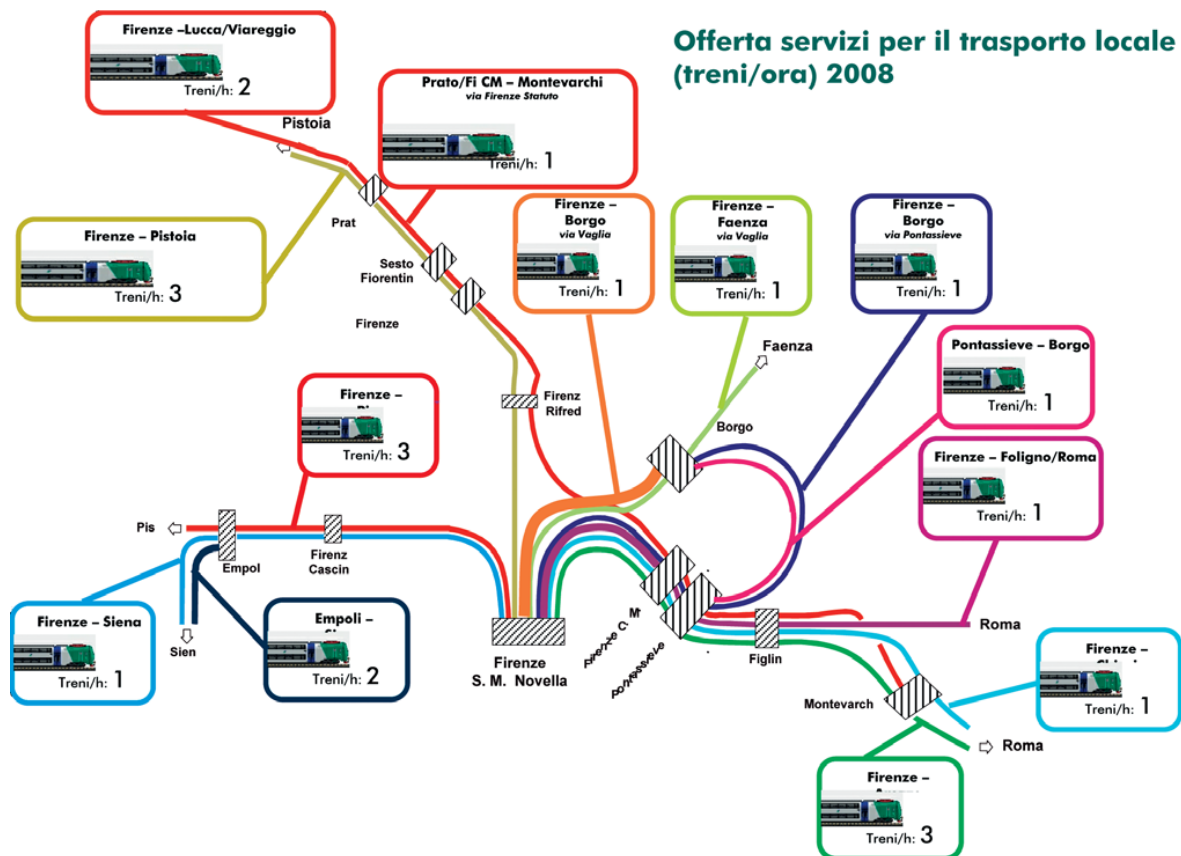 Offerta servizi per il trasporto locale
(treni/ora) 2008
Firenze –Lucca/Viareggio
Treni/h: 2
Prato/Fi CM – Montevarchi
via Firenze Statuto
Treni/h: 1
Pistoia
Firenze – Pistoia
Treni/h: 3
Prat
Sesto
Fiorentin
Firenze
Firenze –
Borgo
via Vaglia
Treni/h: 1
Firenze –
Faenza
via Vaglia
Treni/h: 1
Firenze –
Borgo
via Pontassieve
Treni/h: 1
Faenza
Pontassieve – Borgo
Treni/h: 1
Firenz
Rifred
Borgo
Firenze –
Treni/h: 3
Firenze – Foligno/Roma
Treni/h: 1
Pis
Empol
Firenz
Cascin
Firenze – Siena
Treni/h: 1
Sien
Empoli –
Treni/h: 2
Firenze
S. M. Novella
Firenze C. M
Pontassieve
Figlin
Roma
Firenze –
Treni/h: 1
Montevarch
Roma
Firenze –
Treni/h: 3